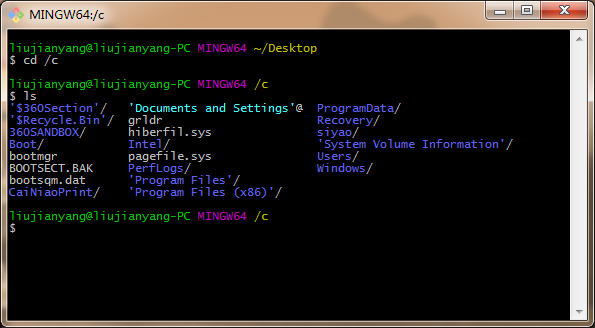 MINGW64:/c
liujianyang@liujianyang-PC MINGW64 ~/Desktop
$ cd /c
liujianyang@liujianyang-PC MINGW64 /c
$ ls
'$360Section'/ 'Documents and Settings'@ ProgramData/
'$Recycle.Bin'/ grldr Recovery/
360SANDBOX/ hiberfil.sys siyao/
Boot/ Intel/ 'System Volume Information'/
bootmgr pagefile.sys Users/
BOOTSECT.BAK PerfLogs/ Windows/
bootsqm.dat 'Program Files'/
CaiNiaoPrint/ 'Program Files (x86)'/
liujianyang@liujianyang-PC MINGW64 /c
$